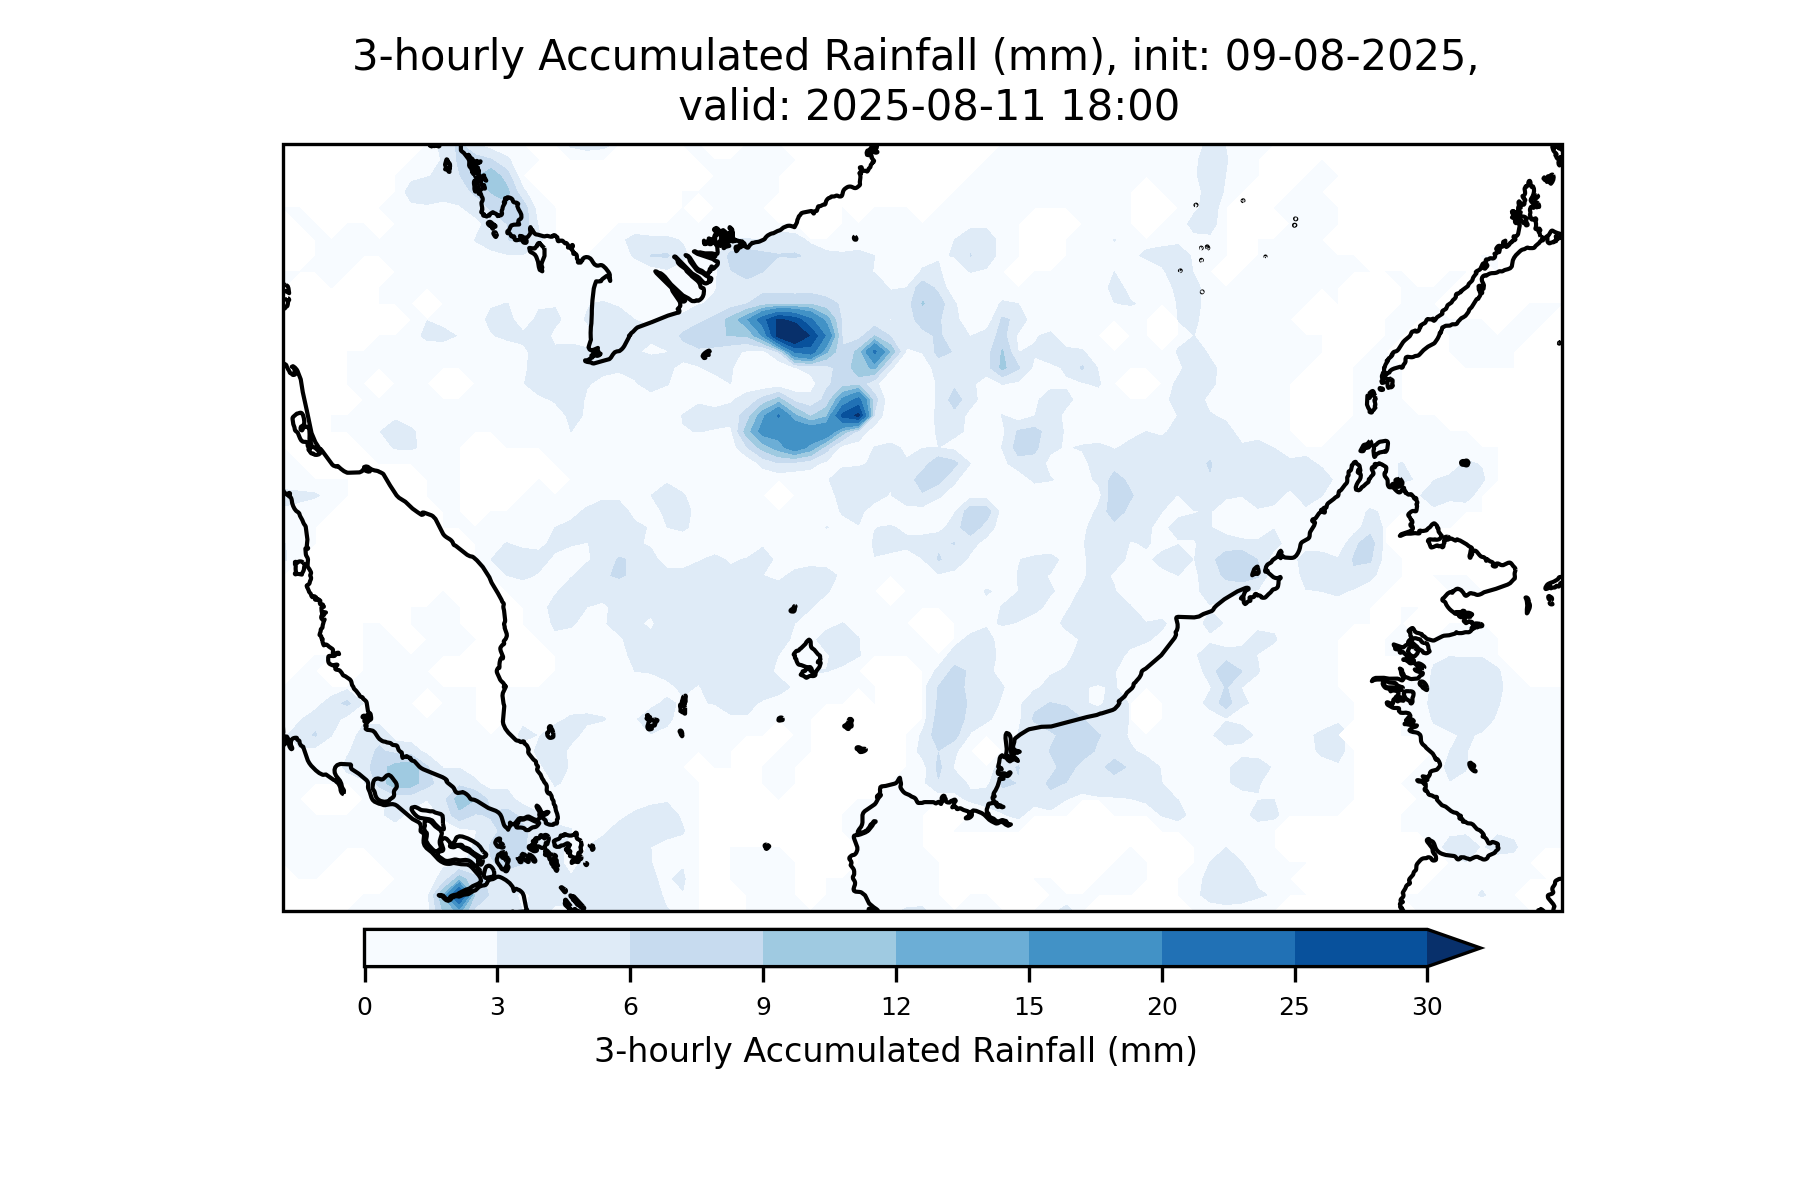 3-hourly Accumulated Rainfall (mm), init: 09-08-2025,
valid: 2025-08-11 18:00
0 3 6 9 12 15 20 25 30
3-hourly Accumulated Rainfall (mm)